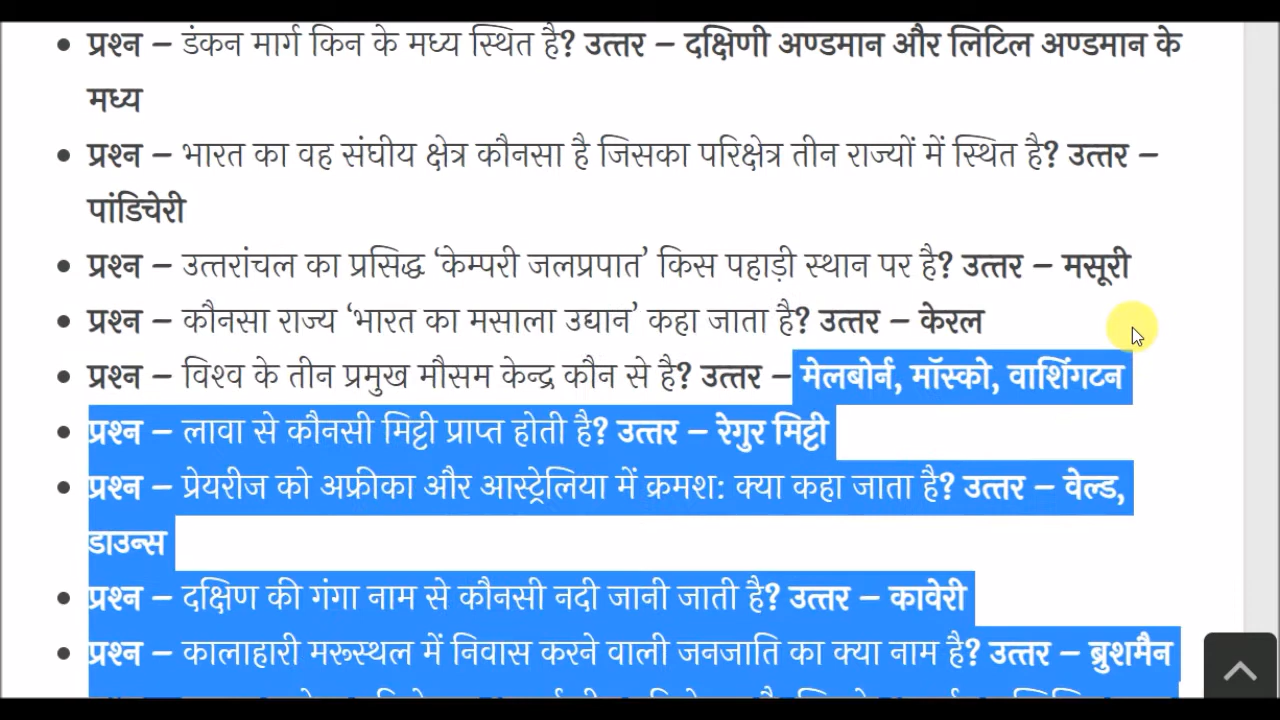 प्रश्न – डंकन मार्ग किन के मध्य स्थित है? उत्तर – दक्षिणी अण्डमान और लिटिल अण्डमान के
मध्य
प्रश्न – भारत का वह संघीय क्षेत्र कौनसा है जिसका परिक्षेत्र तीन राज्यों में स्थित है? उत्तर –
पांडिचेरी
प्रश्न – उत्तरांचल का प्रसिद्ध ‘केम्परी जलप्रपात’ किस पहाड़ी स्थान पर है? उत्तर – मसूरी
प्रश्न – कौनसा राज्य ‘भारत का मसाला उद्यान’ कहा जाता है? उत्तर – केरल
प्रश्न – विश्व के तीन प्रमुख मौसम केन्द्र कौन से है? उत्तर – मेलबोर्न, मॉस्को, वाशिंगटन
प्रश्न – लावा से कौनसी मिट्टी प्राप्त होती है? उत्तर – रेगुर मिट्टी
प्रश्न – प्रेयरीज को अफ्रीका और आस्ट्रेलिया में क्रमश: क्या कहा जाता है? उत्तर – वेल्ड,
डाउन्स
प्रश्न – दक्षिण की गंगा नाम से कौनसी नदी जानी जाती है? उत्तर – कावेरी
प्रश्न – कालाहारी मरूस्थल में निवास करने वाली जनजाति का क्या नाम है? उत्तर – ब्रुशमैन